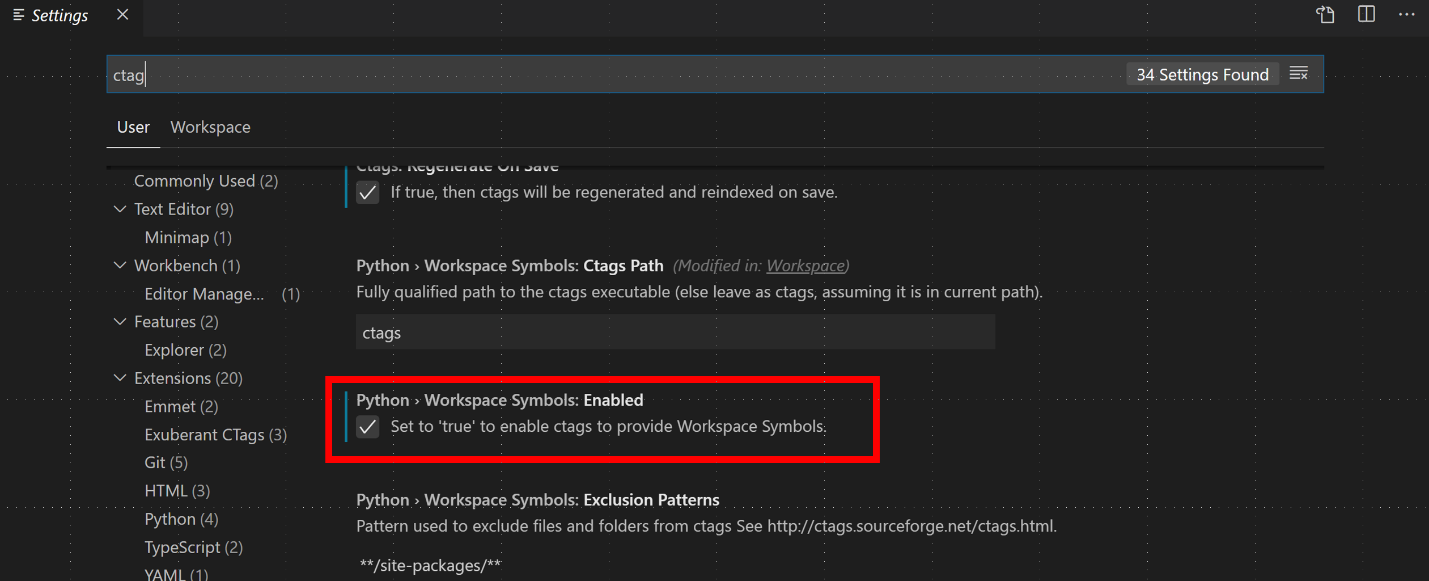 Settings
ctag
34 Settings Found
User
Workspace
Commonly Used (2)
Text Editor (9)
Minimap (1)
Workbench (1)
Editor Manage... (1)
Features (2)
Explorer (2)
Extensions (20)
Emmet (2)
Exuberant CTags (3)
Git (5)
HTML (3)
Python (4)
TypeScript (2)
YAML (1)
Ctags: Regenerate On Save
If true, then ctags will be regenerated and reindexed on save.
Python › Workspace Symbols: Ctags Path (Modified in: Workspace)
Fully qualified path to the ctags executable (else leave as ctags, assuming it is in current path).
ctags
Python › Workspace Symbols: Enabled
Set to 'true' to enable ctags to provide Workspace Symbols.
Python › Workspace Symbols: Exclusion Patterns
Pattern used to exclude files and folders from ctags See http://ctags.sourceforge.net/ctags.html.
**/site-packages/**